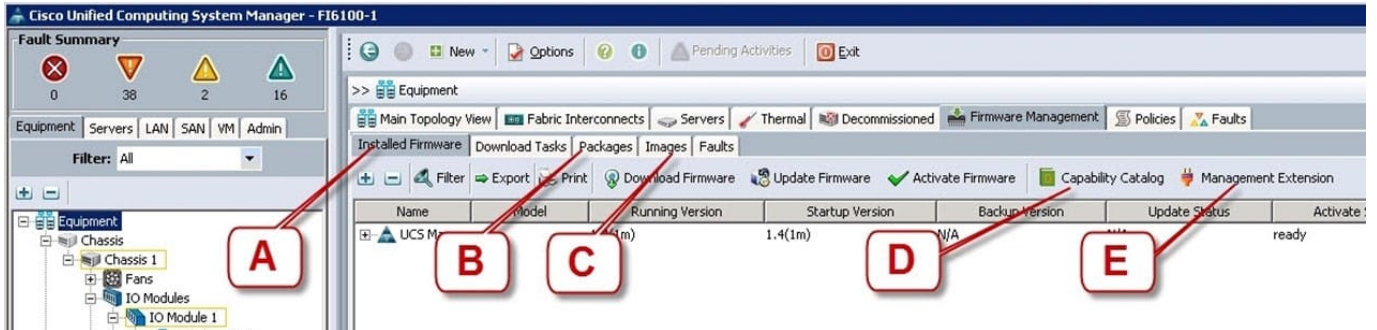 Cisco Unified Computing System Manager - FI6100-1
Fault Summary
0 38 2 16
New Options Pending Activities Exit
>> Equipment
Equipment Servers LAN SAN VM Admin
Filter: All
Main Topology View Fabric Interconnects Servers Thermal Decommissioned Firmware Management Policies Faults
Installed Firmware Download Tasks Packages Images Faults
Filter Export Print Download Firmware Update Firmware Activate Firmware Capability Catalog Management Extension
Name Model Running Version Startup Version Backup Version Update Status Activate
UCS 1.4(1m) N/A ready
Equipment
Chassis
Chassis 1
Fans
IO Modules
IO Module 1
A
B
C
D
E